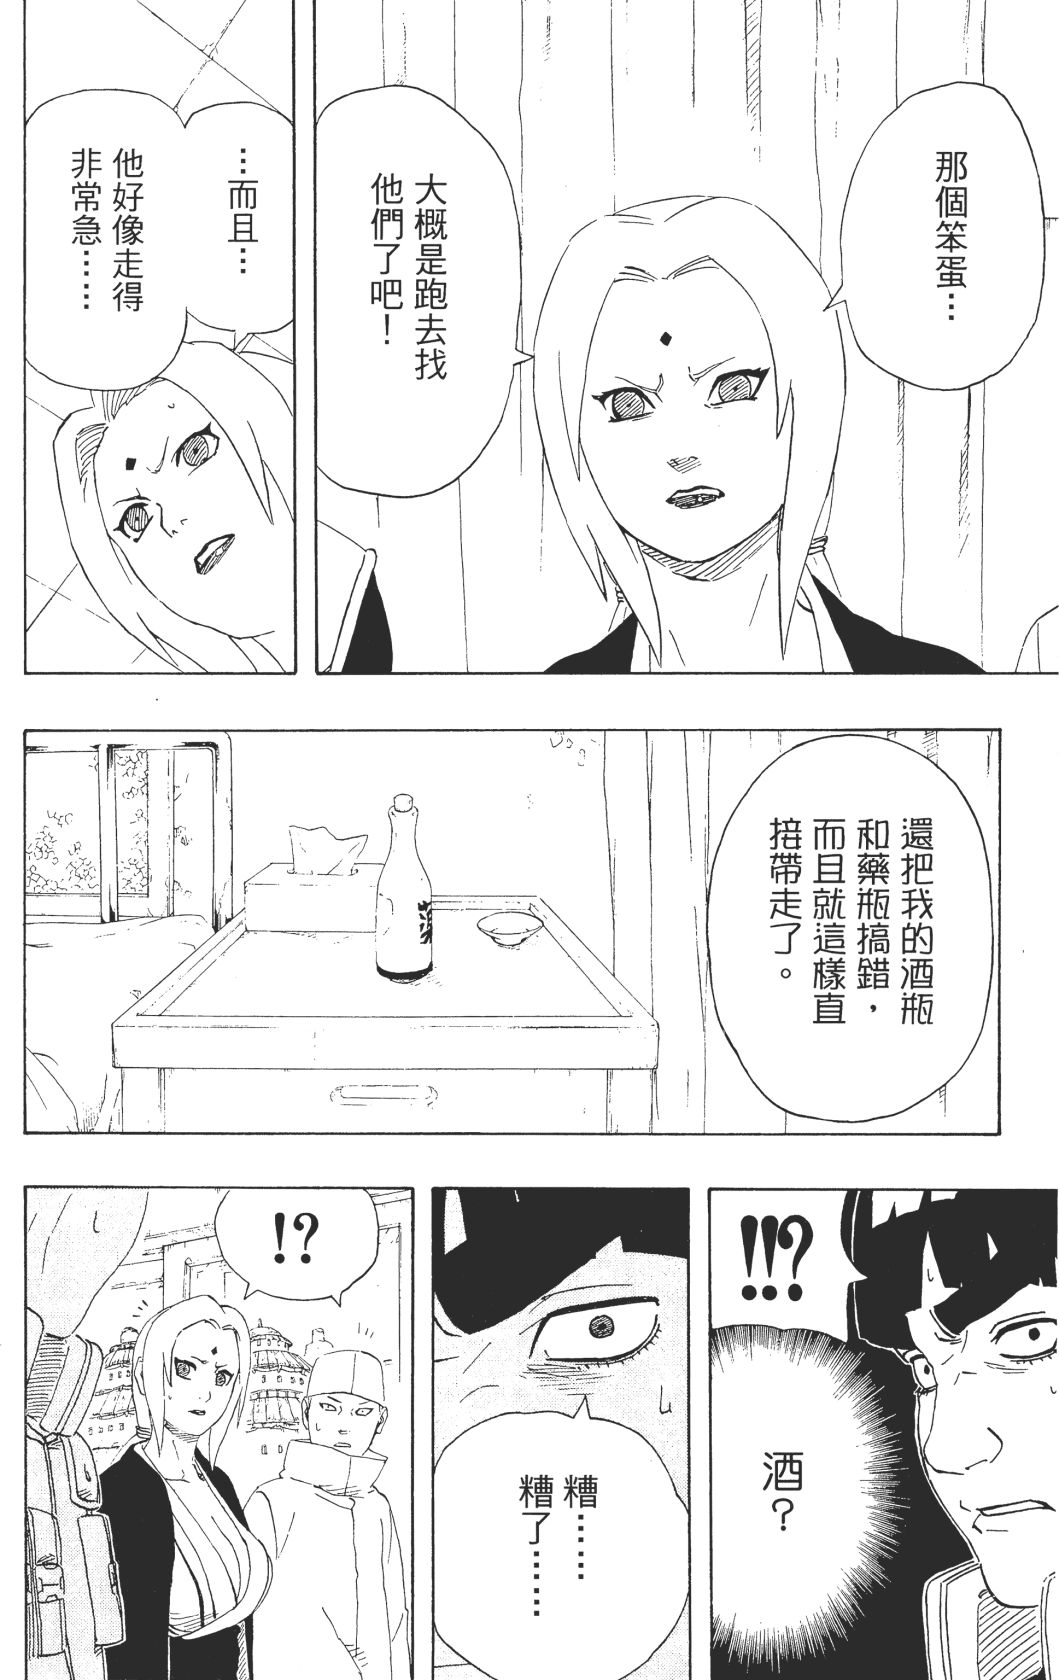 那個笨蛋…
大概是跑去找
他們了吧！
…而且…
他好像走得
非常急……
還把我的酒瓶
和藥瓶搞錯，
而且就這樣直
接帶走了。
藥
!!?
酒？
糟……
糟了……
!?